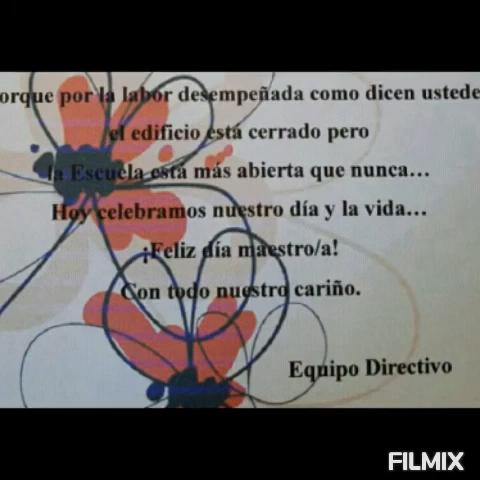 orque por la labor desempeñada como dicen ustede
el edificio esta cerrado pero
la Escuela está más abierta que nunca...
Hoy celebramos nuestro día y la vida...
¡Feliz día maestro/a!
Con todo nuestro cariño.
Equipo Directivo
FILMIX